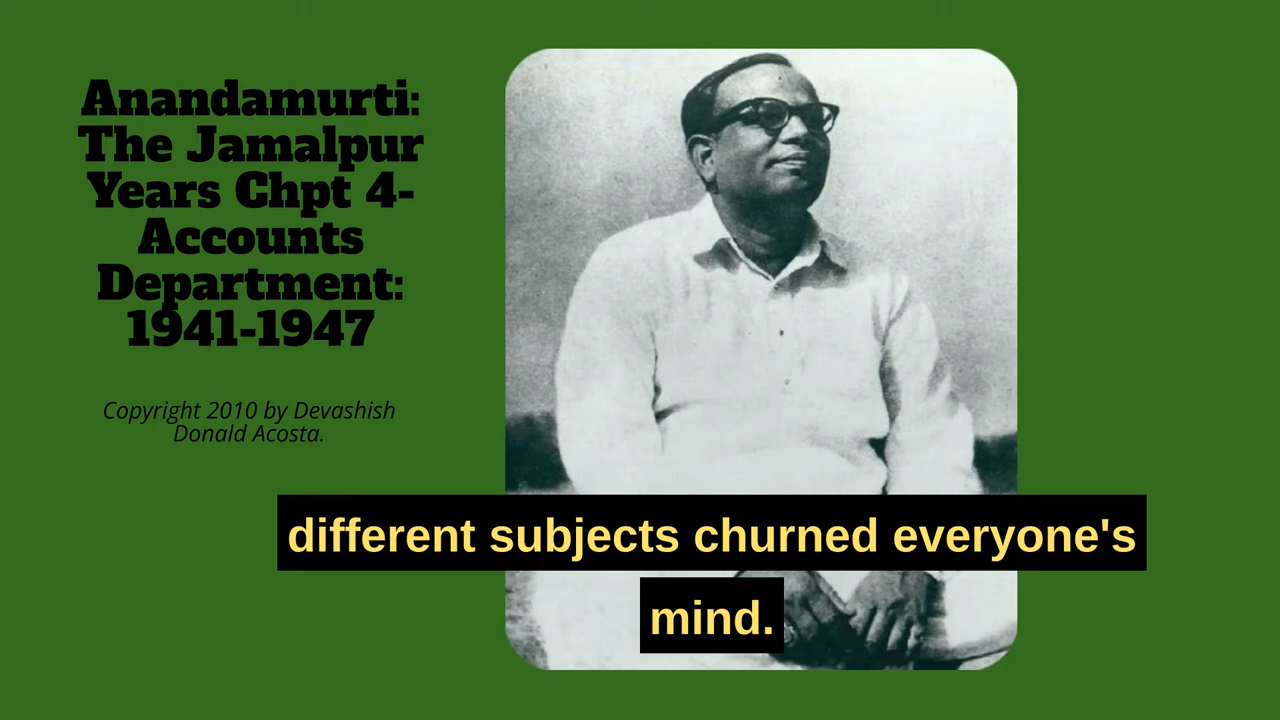 Anandamurti:
The Jamalpur
Years Chpt 4-
Accounts
Department:
1941-1947
Copyright 2010 by Devashish
Donald Acosta.
different subjects churned everyone's
mind.